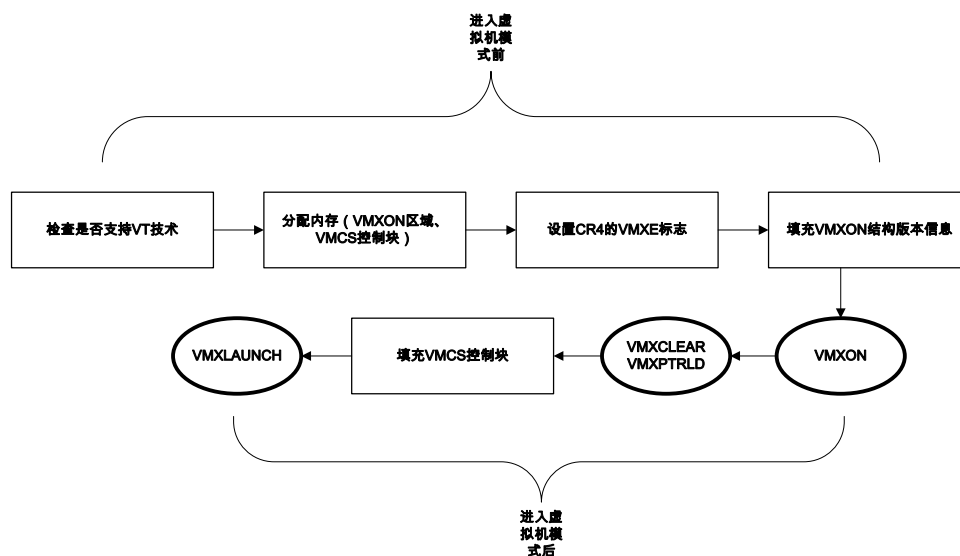 进入虚
拟机模
式前
检查是否支持VT技术
分配内存（VMXON区域、
VMCS控制块）
设置CR4的VMXE标志
填充VMXON结构版本信息
VMXLAUNCH
填充VMCS控制块
VMXCLEAR
VMXPTRLD
VMXON
进入虚
拟机模
式后